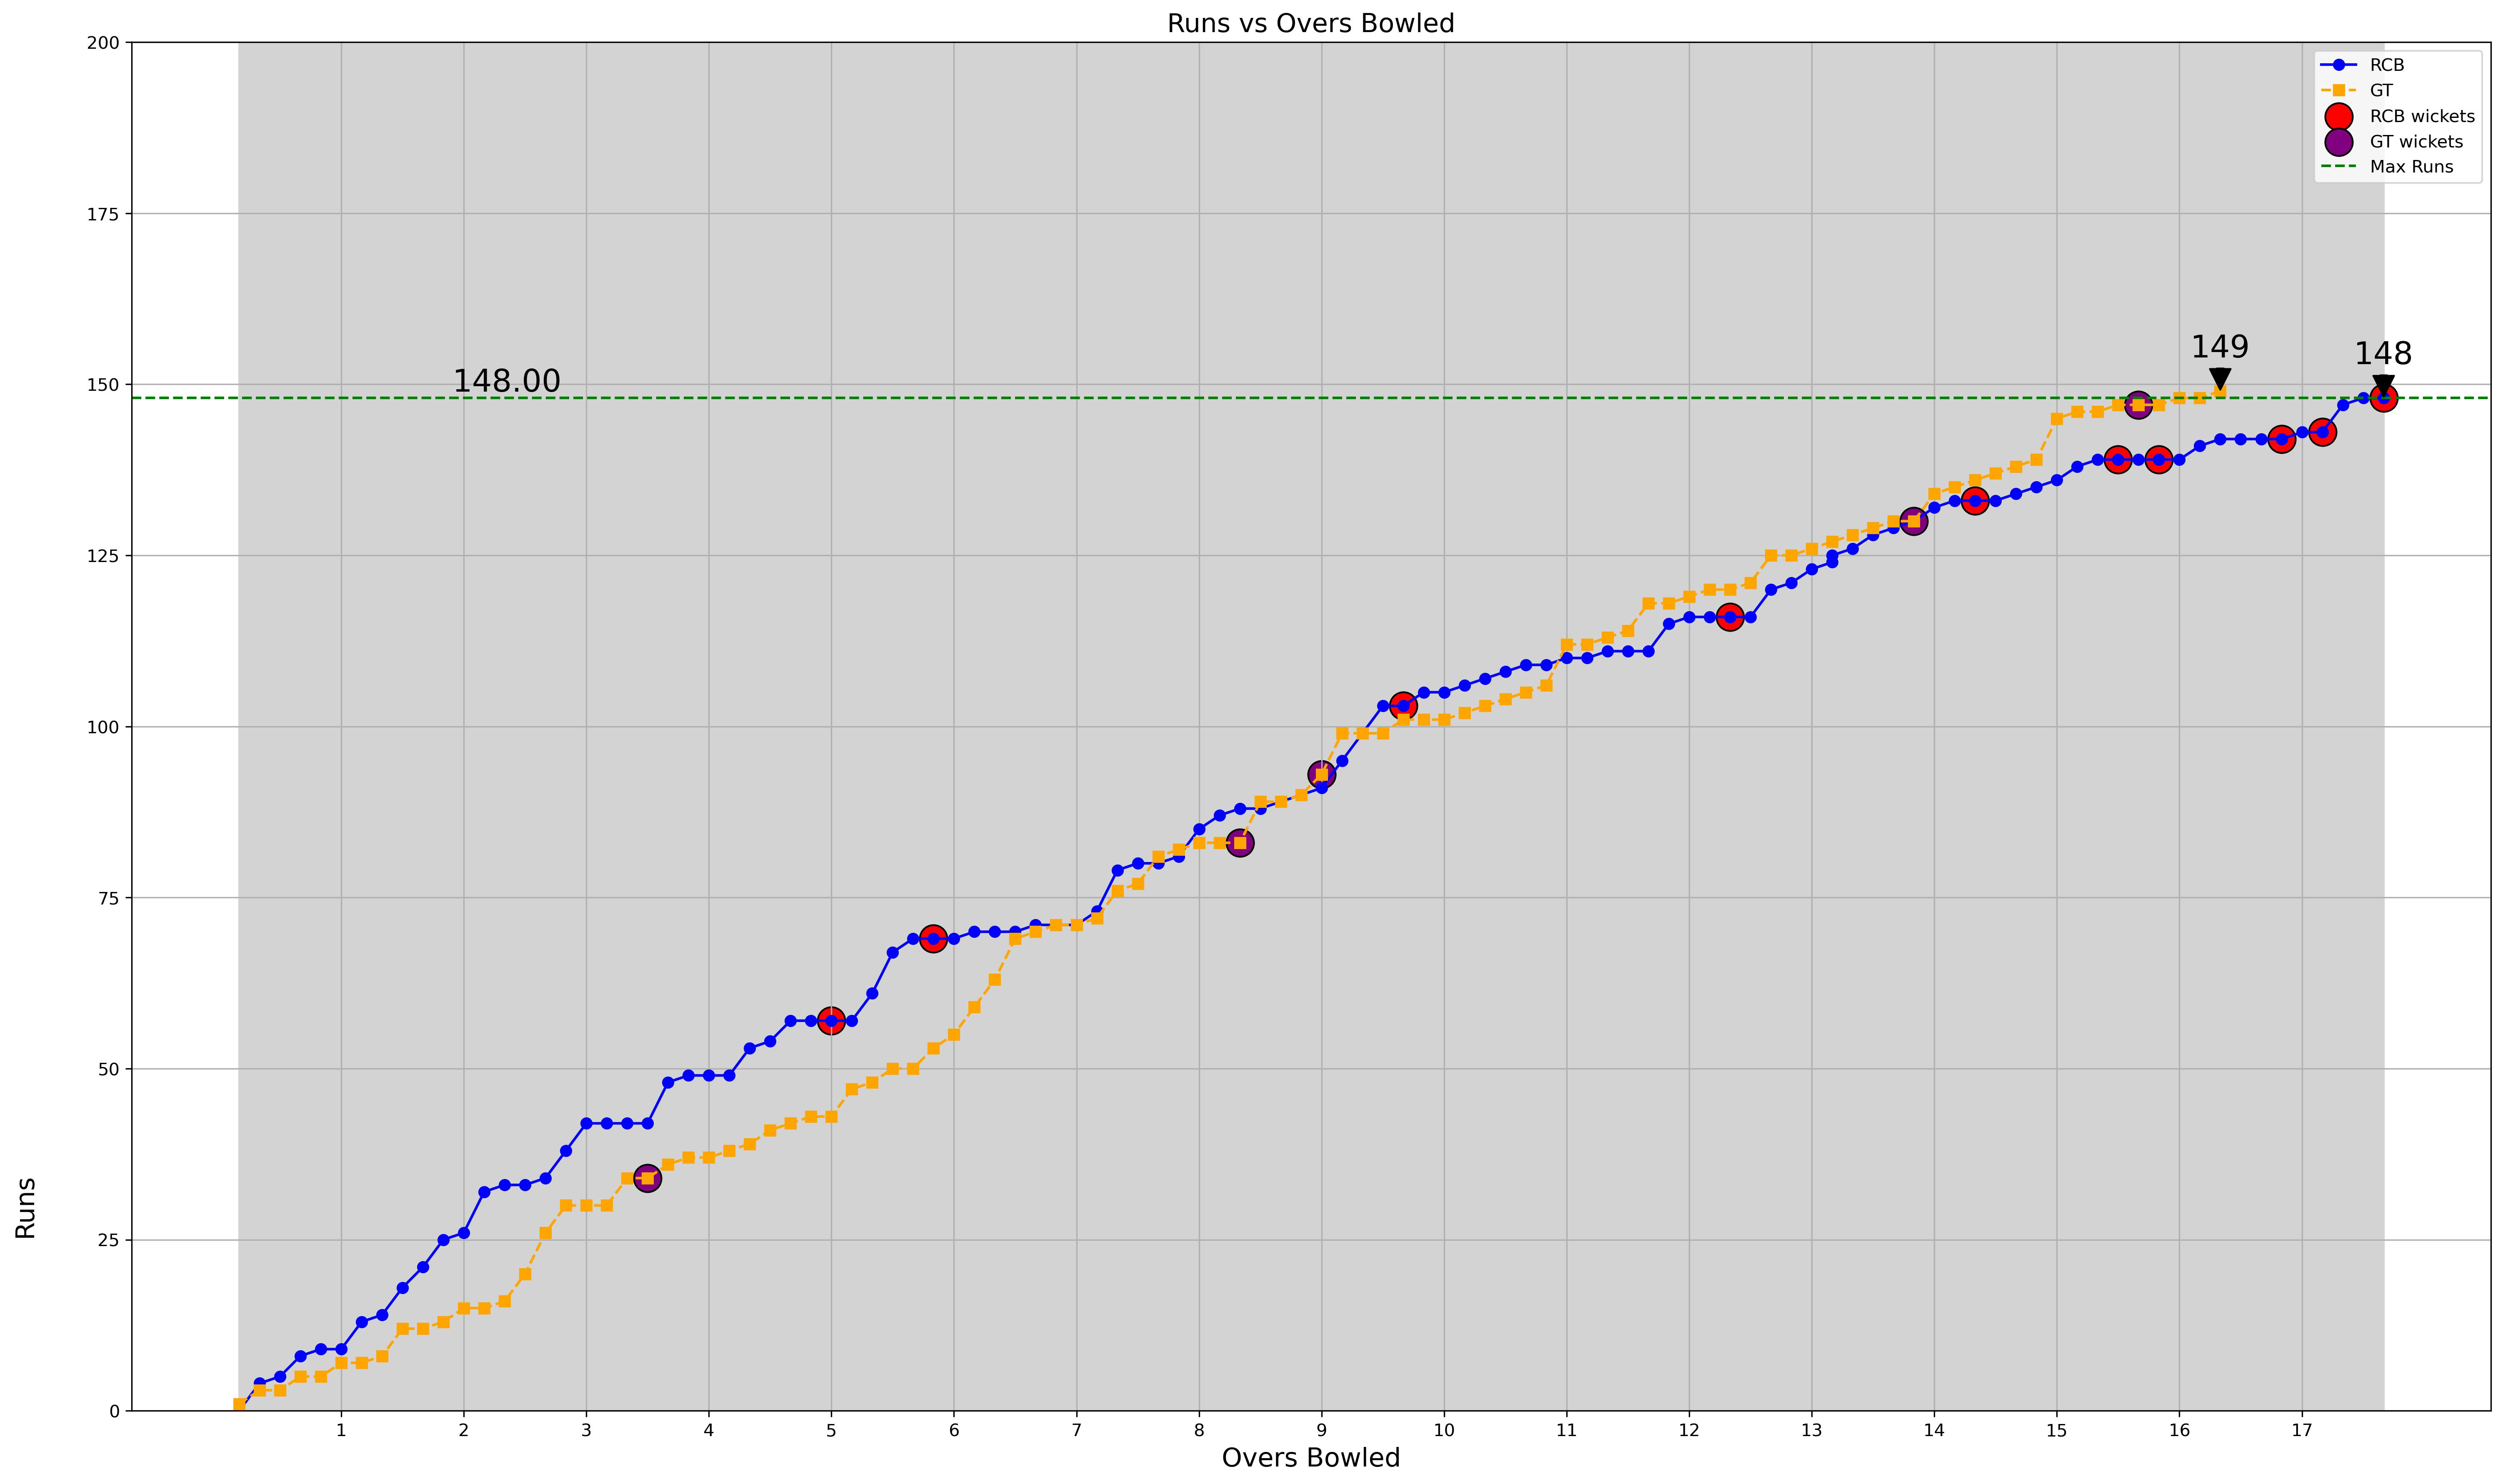 Runs vs Overs Bowled
200
175
150
125
100
75
50
25
0
Runs
RCB
GT
RCB wickets
GT wickets
Max Runs
148.00
149
148
1 2 3 4 5 6 7 8 9 10 11 12 13 14 15 16 17
Overs Bowled